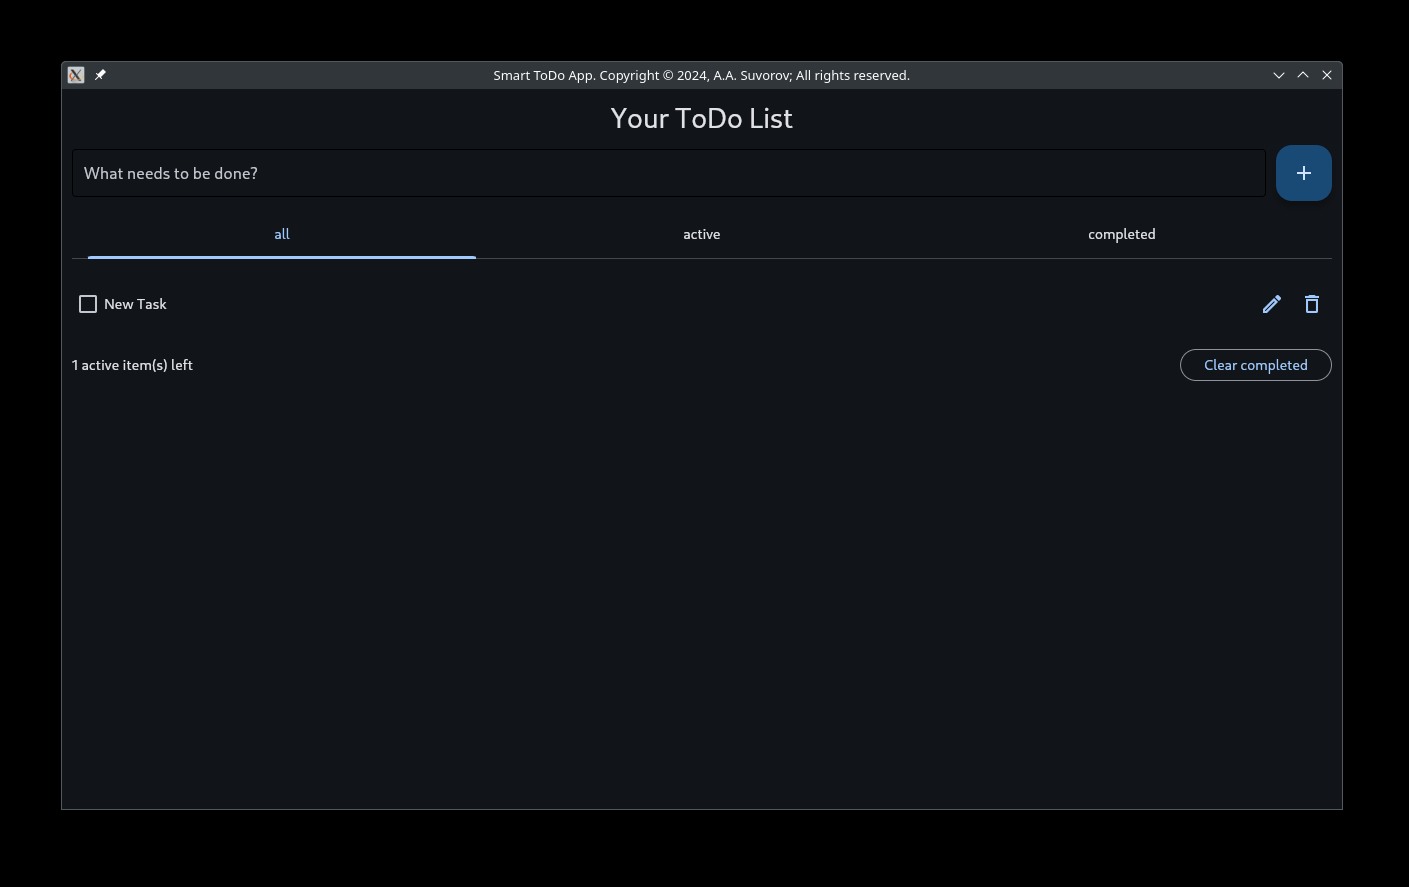 Smart ToDo App. Copyright © 2024, A.A. Suvorov; All rights reserved.
Your ToDo List
What needs to be done?
all active completed
New Task
1 active item(s) left Clear completed